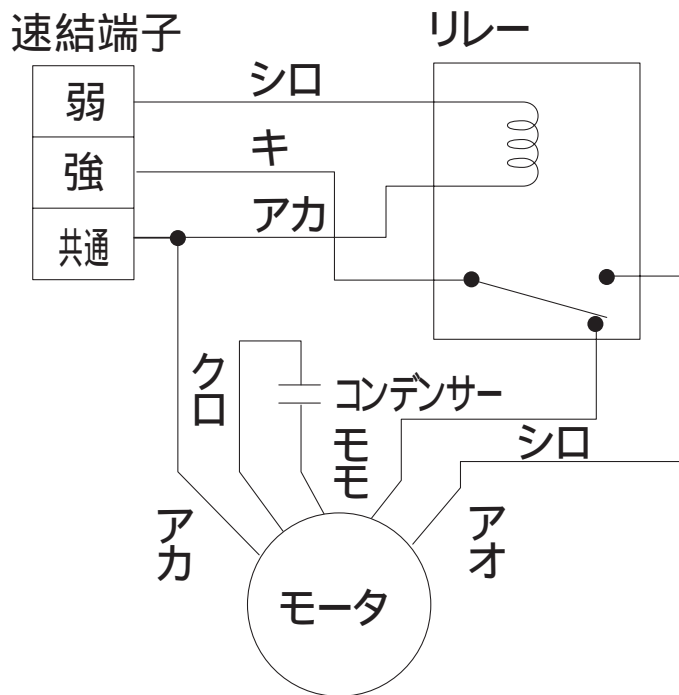 速結端子
リレー
弱
シロ
強
キ
共通
アカ
クロ
コンデンサー
モモ
シロ
アカ
アオ
モータ